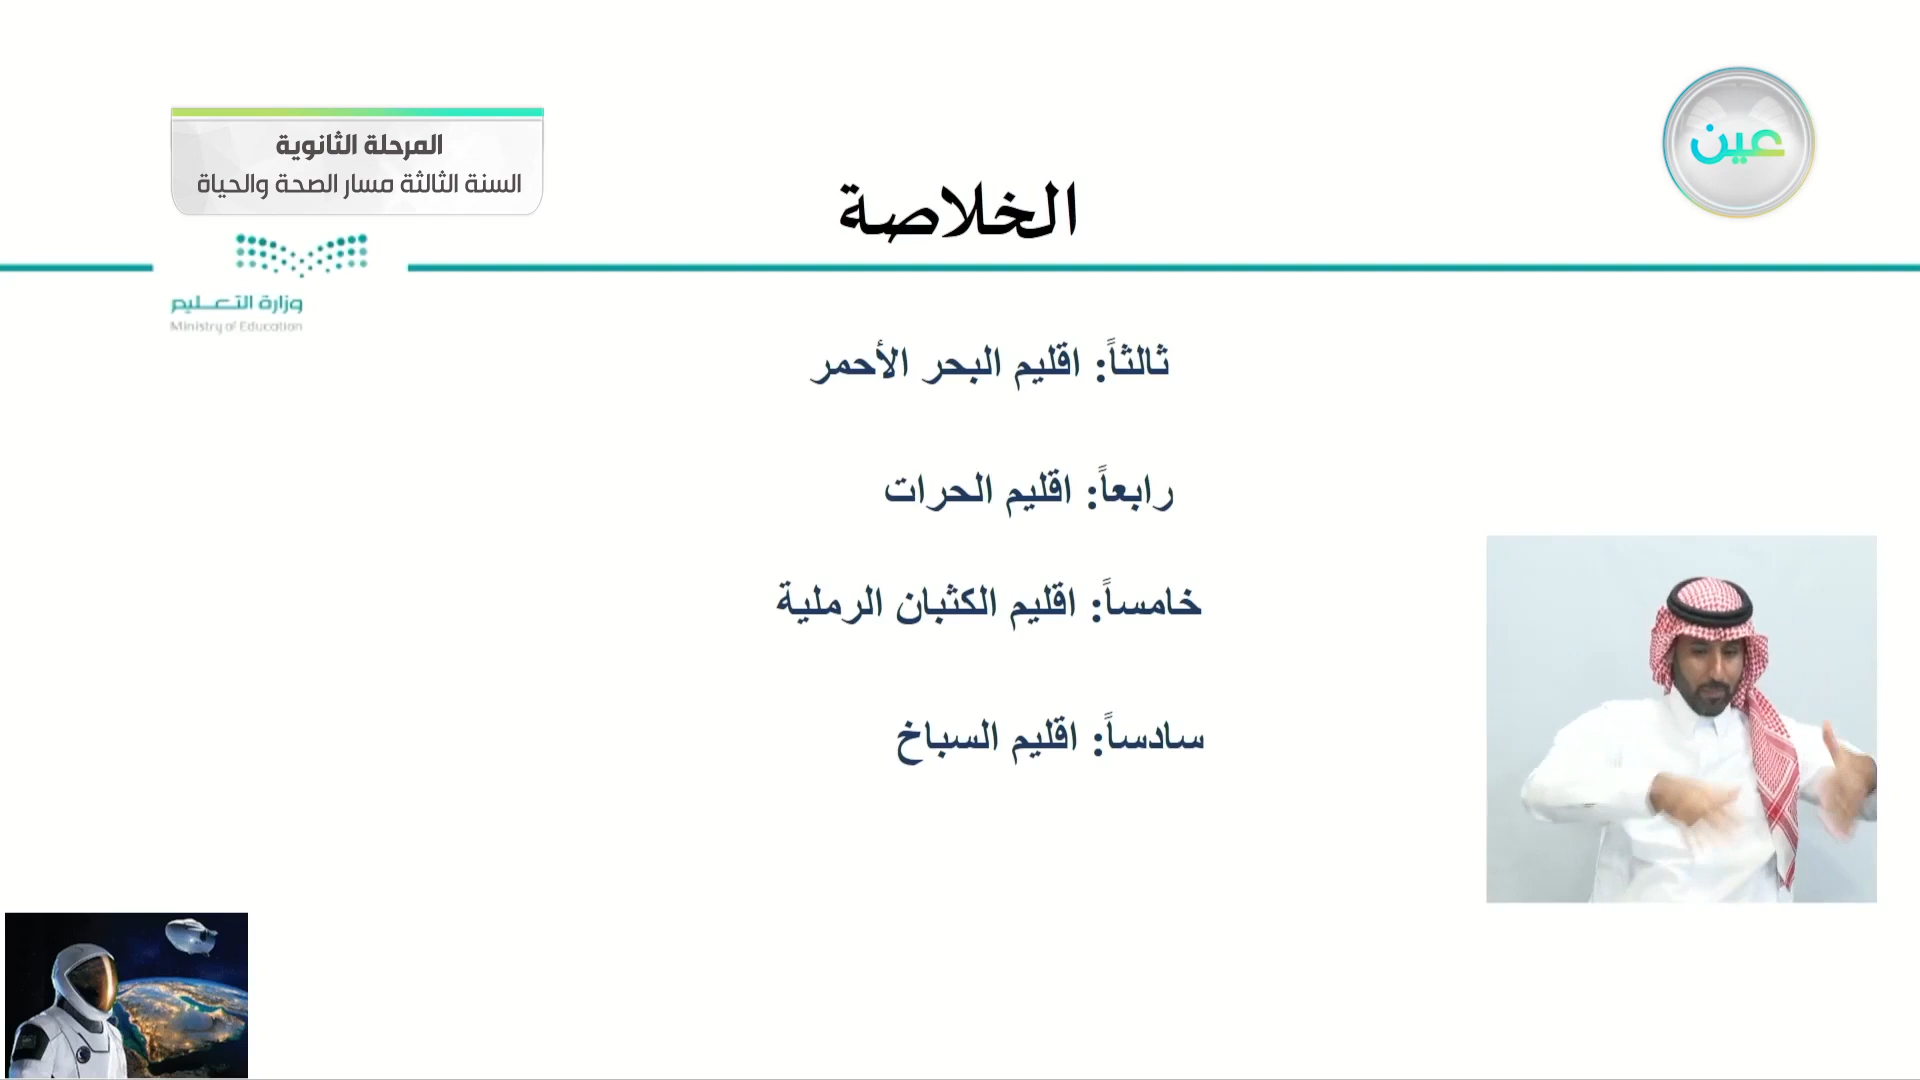 المرحلة الثانوية
السنة الثالثة مسار الصحة والحياة
عين
الخلاصة
وزارة التعـــليم
Ministry of Education
ثالثاً: اقليم البحر الأحمر
رابعاً: اقليم الحرات
خامساً: اقليم الكثبان الرملية
سادساً: اقليم السباخ